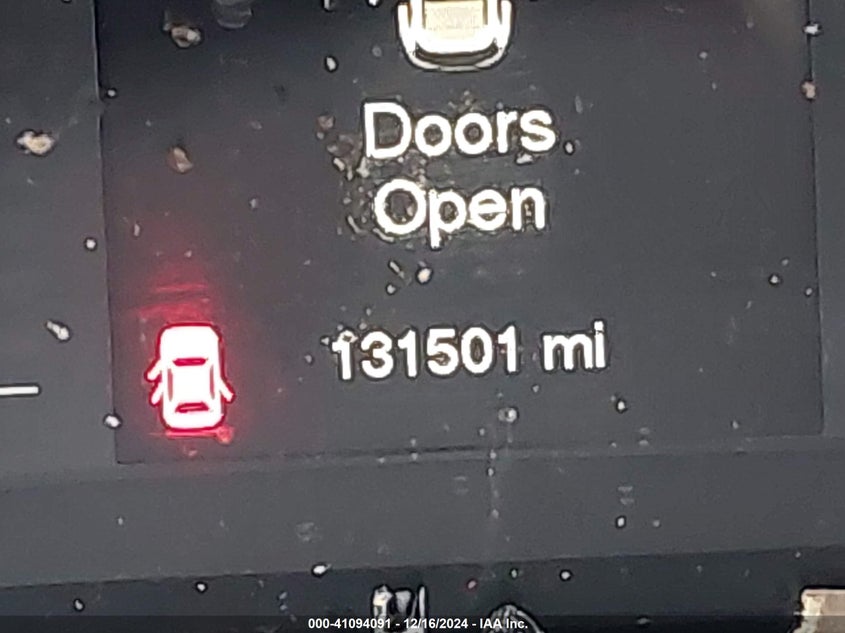 Doors
Open
131501 mi
000-41094091 - 12/16/2024 - IAA Inc.